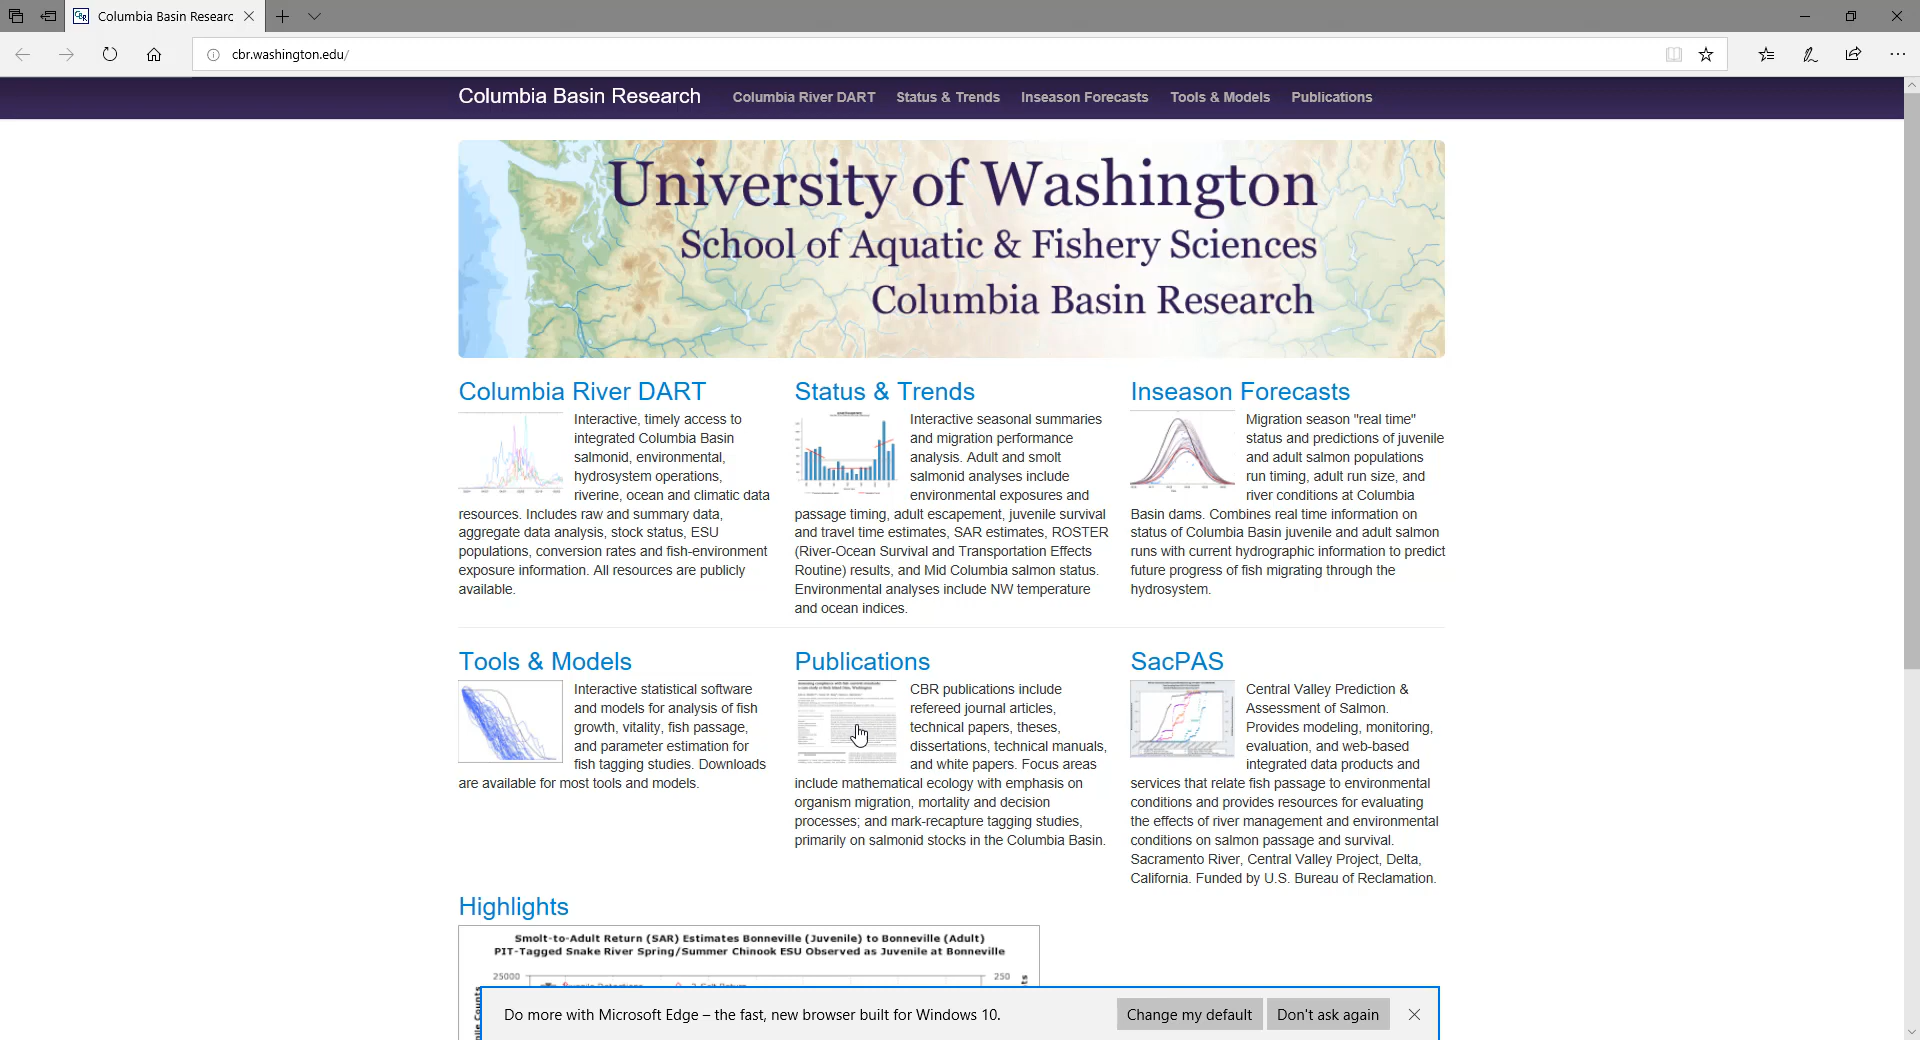 Columbia Basin Researc
cbr.washington.edu/
Columbia Basin Research Columbia River DART Status & Trends Inseason Forecasts Tools & Models Publications
University of Washington
School of Aquatic & Fishery Sciences
Columbia Basin Research
Columbia River DART
Interactive, timely access to
integrated Columbia Basin
salmonid, environmental,
hydrosystem operations,
riverine, ocean and climatic data
resources. Includes raw and summary data,
aggregate data analysis, stock status, ESU
populations, conversion rates and fish-environment
exposure information. All resources are publicly
available.
Status & Trends
Interactive seasonal summaries
and migration performance
analysis. Adult and smolt
salmonid analyses include
environmental exposures and
passage timing, adult escapement, juvenile survival
and travel time estimates, SAR estimates, ROSTER
(River-Ocean Survival and Transportation Effects
Routine) results, and Mid Columbia salmon status.
Environmental analyses include NW temperature
and ocean indices.
Inseason Forecasts
Migration season "real time"
status and predictions of juvenile
and adult salmon populations
run timing, adult run size, and
river conditions at Columbia
Basin dams. Combines real time information on
status of Columbia Basin juvenile and adult salmon
runs with current hydrographic information to predict
future progress of fish migrating through the
hydrosystem.
Tools & Models
Interactive statistical software
and models for analysis of fish
growth, vitality, fish passage,
and parameter estimation for
fish tagging studies. Downloads
are available for most tools and models.
Publications
CBR publications include
refereed journal articles,
technical papers, theses,
dissertations, technical manuals,
and white papers. Focus areas
include mathematical ecology with emphasis on
organism migration, mortality and decision
processes; and mark-recapture tagging studies,
primarily on salmonid stocks in the Columbia Basin.
SacPAS
Central Valley Prediction &
Assessment of Salmon.
Provides modeling, monitoring,
evaluation, and web-based
integrated data products and
services that relate fish passage to environmental
conditions and provides resources for evaluating
the effects of river management and environmental
conditions on salmon passage and survival.
Sacramento River, Central Valley Project, Delta,
California. Funded by U.S. Bureau of Reclamation.
Highlights
Smolt-to-Adult Return (SAR) Estimates Bonneville (Juvenile) to Bonneville (Adult)
PIT-Tagged Snake River Spring/Summer Chinook ESU Observed as Juvenile at Bonneville
25000 250
Do more with Microsoft Edge – the fast, new browser built for Windows 10. Change my default Don't ask again